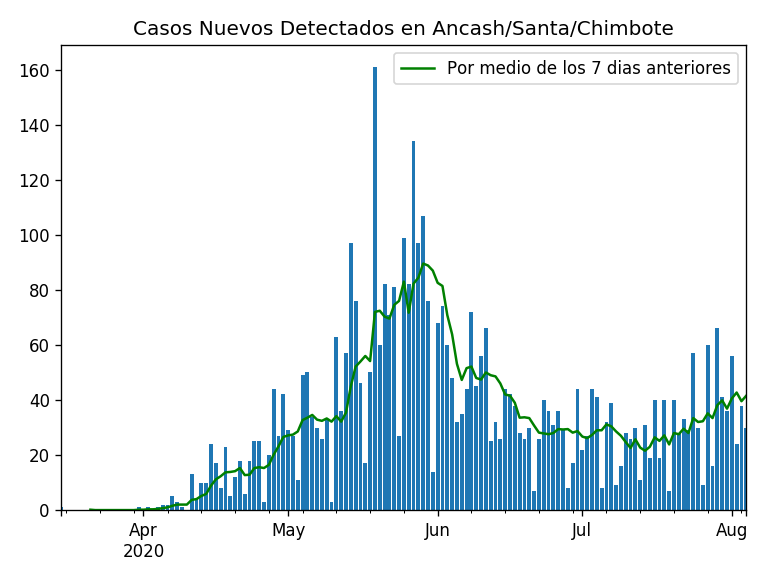 Casos Nuevos Detectados en Ancash/Santa/Chimbote
Por medio de los 7 dias anteriores
160
140
120
100
80
60
40
20
0
Apr
2020
May
Jun
Jul
Aug